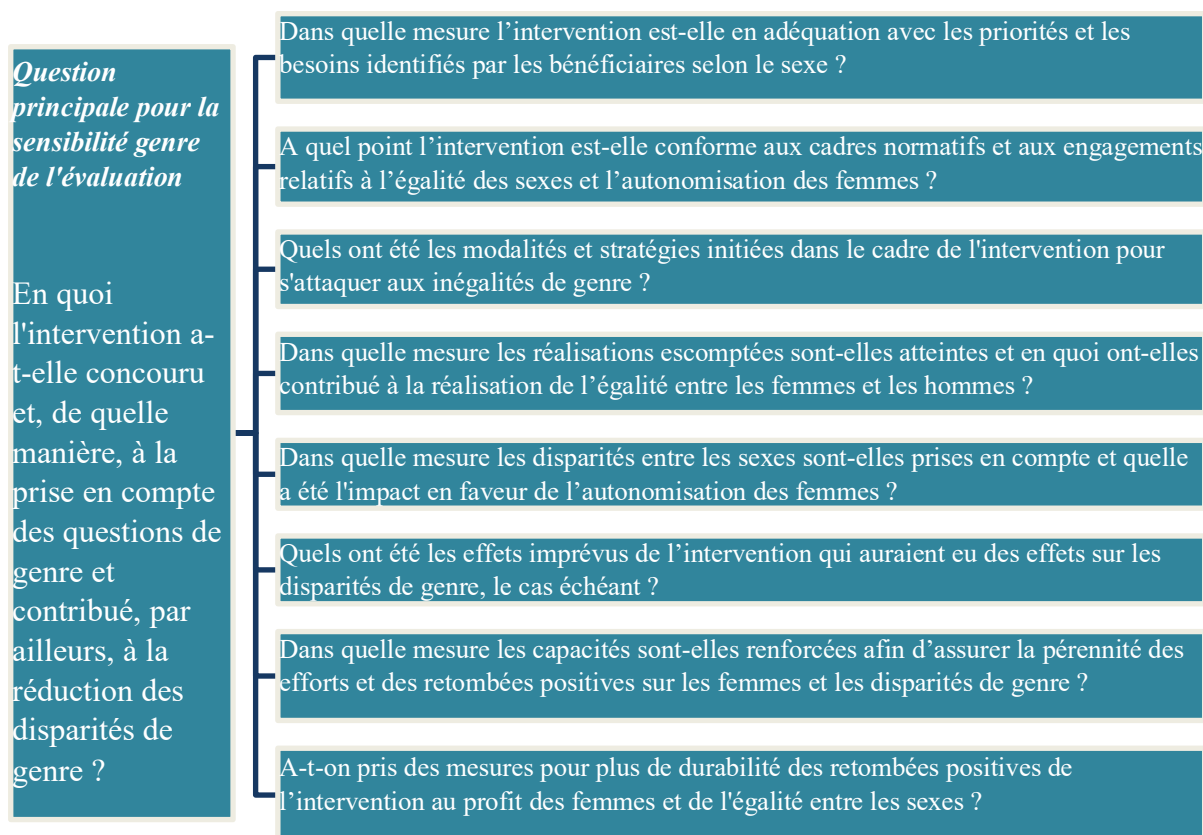 Question
principale pour la
sensibilité genre
de l'évaluation
En quoi
l'intervention a-
t-elle concouru
et, de quelle
manière, à la
prise en compte
des questions de
genre et
contribué, par
ailleurs, à la
réduction des
disparités de
genre ?
Dans quelle mesure l’intervention est-elle en adéquation avec les priorités et les
besoins identifiés par les bénéficiaires selon le sexe ?
A quel point l’intervention est-elle conforme aux cadres normatifs et aux engagements
relatifs à l’égalité des sexes et l’autonomisation des femmes ?
Quels ont été les modalités et stratégies initiées dans le cadre de l'intervention pour
s'attaquer aux inégalités de genre ?
Dans quelle mesure les réalisations escomptées sont-elles atteintes et en quoi ont-elles
contribué à la réalisation de l’égalité entre les femmes et les hommes ?
Dans quelle mesure les disparités entre les sexes sont-elles prises en compte et quelle
a été l'impact en faveur de l’autonomisation des femmes ?
Quels ont été les effets imprévus de l’intervention qui auraient eu des effets sur les
disparités de genre, le cas échéant ?
Dans quelle mesure les capacités sont-elles renforcées afin d’assurer la pérennité des
efforts et des retombées positives sur les femmes et les disparités de genre ?
A-t-on pris des mesures pour plus de durabilité des retombées positives de
l’intervention au profit des femmes et de l'égalité entre les sexes ?